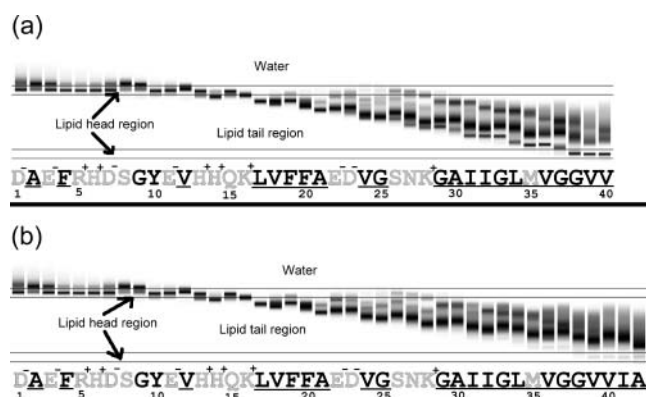 (a)
Water
Lipid head region
Lipid tail region
- - + + - - + + + - - +
DAEFRHDSGYEVHHQKLVFFAEDVGSNKGAIIGLMVGGVV
1 5 10 15 20 25 30 35 40
(b)
Water
Lipid head region
Lipid tail region
- - + + - - + + + - - +
DAEFRHDSGYEVHHQKLVFFAEDVGSNKGAIIGLMVGGVVIA
1 5 10 15 20 25 30 35 40